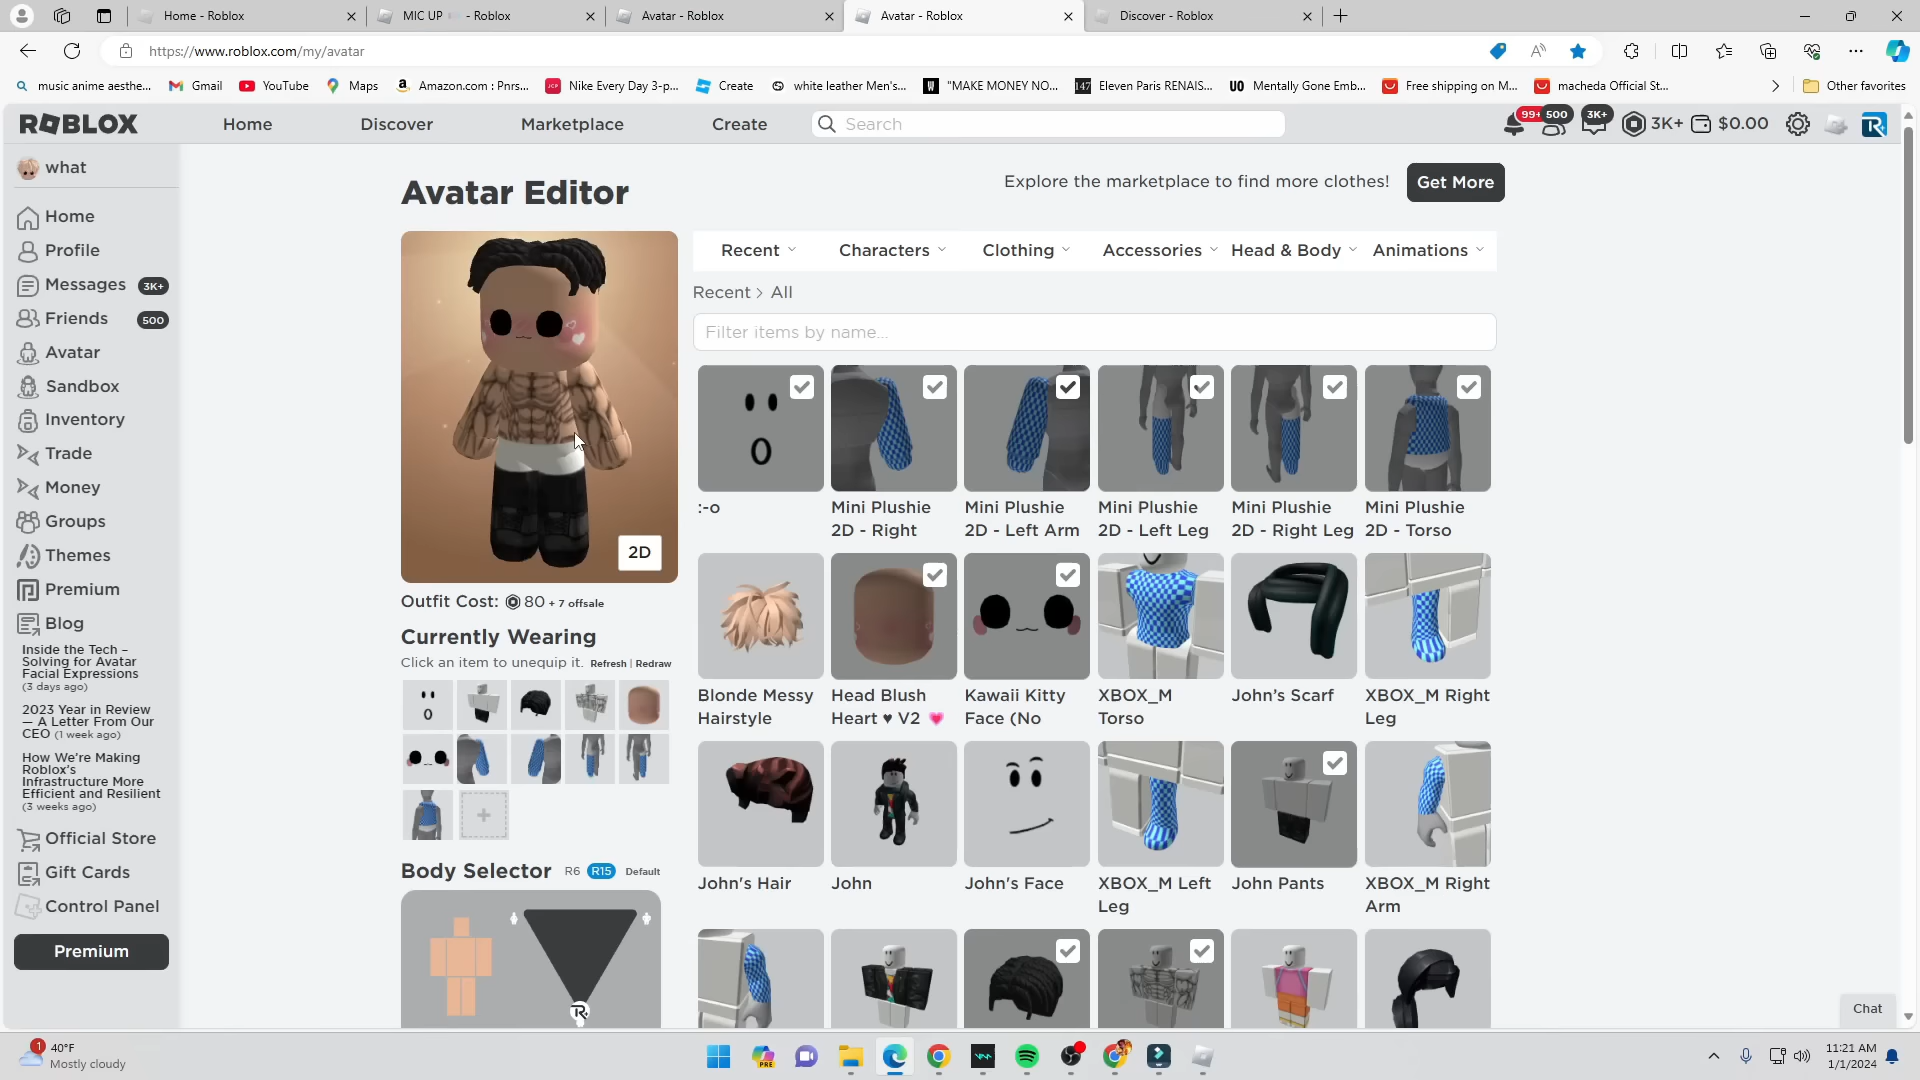 Home - Roblox
MIC UP - Roblox
Avatar - Roblox
Avatar - Roblox
Discover - Roblox
https://www.roblox.com/my/avatar
music anime aesthe...
Gmail
YouTube
Maps
Amazon.com : Pnrs...
Nike Every Day 3-p...
Create
white leather Men's...
"MAKE MONEY NO...
Eleven Paris RENAIS...
Mentally Gone Emb...
Free shipping on M...
macheda Official St...
Other favorites
ROBLOX
Home
Discover
Marketplace
Create
Search
99+
500
3K+
3K+
$0.00
what
Home
Profile
Messages 3K+
Friends 500
Avatar
Sandbox
Inventory
Trade
Money
Groups
Themes
Premium
Blog
Inside the Tech –
Solving for Avatar
Facial Expressions
(3 days ago)
2023 Year in Review
— A Letter From Our
CEO (1 week ago)
How We're Making
Roblox's
Infrastructure More
Efficient and Resilient
(3 weeks ago)
Official Store
Gift Cards
Control Panel
Premium
Avatar Editor
Explore the marketplace to find more clothes!
Get More
2D
Outfit Cost: 80 + 7 offsale
Currently Wearing
Click an item to unequip it. Refresh | Redraw
Body Selector R6 R15 Default
Recent
Characters
Clothing
Accessories
Head & Body
Animations
Recent > All
Filter items by name...
:-o
Mini Plushie
2D - Right
Mini Plushie
2D - Left Arm
Mini Plushie
2D - Left Leg
Mini Plushie
2D - Right Leg
Mini Plushie
2D - Torso
Blonde Messy
Hairstyle
Head Blush
Heart ♥ V2 💗
Kawaii Kitty
Face (No
XBOX_M
Torso
John's Scarf
XBOX_M Right
Leg
John's Hair
John
John's Face
XBOX_M Left
Leg
John Pants
XBOX_M Right
Arm
Chat
1
40°F
Mostly cloudy
PRE
11:21 AM
1/1/2024